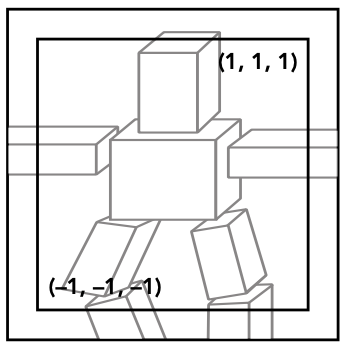 (1, 1, 1)
(–1, –1, –1)